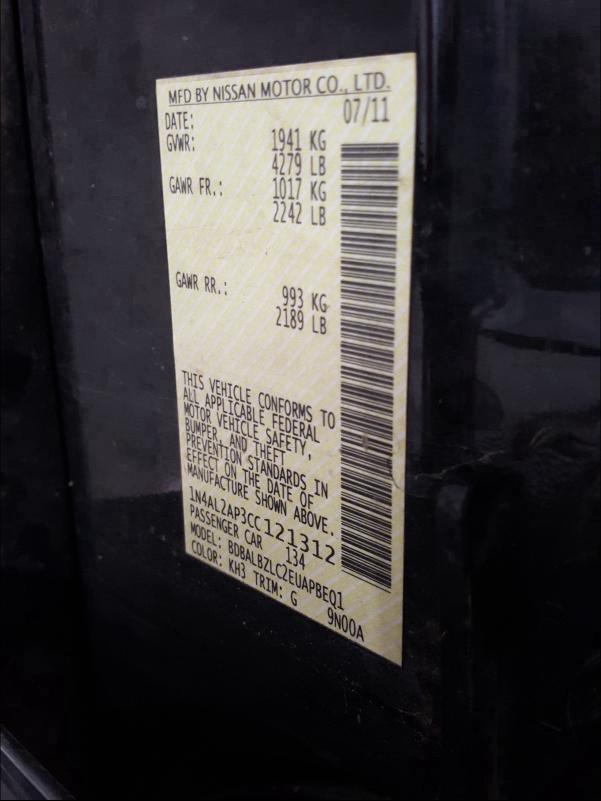 MFD BY NISSAN MOTOR CO., LTD.
DATE: 07/11
GVWR: 1941 KG
4279 LB
GAWR FR.: 1017 KG
2242 LB
GAWR RR.: 993 KG
2189 LB
THIS VEHICLE CONFORMS TO
ALL APPLICABLE FEDERAL
MOTOR VEHICLE SAFETY,
BUMPER, AND THEFT
PREVENTION STANDARDS IN
EFFECT ON THE DATE OF
MANUFACTURE SHOWN ABOVE.
1N4AL2AP3CC121312
PASSENGER CAR 134
MODEL: BDBALBZLC2EUAPBEQ1
COLOR: KH3 TRIM: G 9N00A